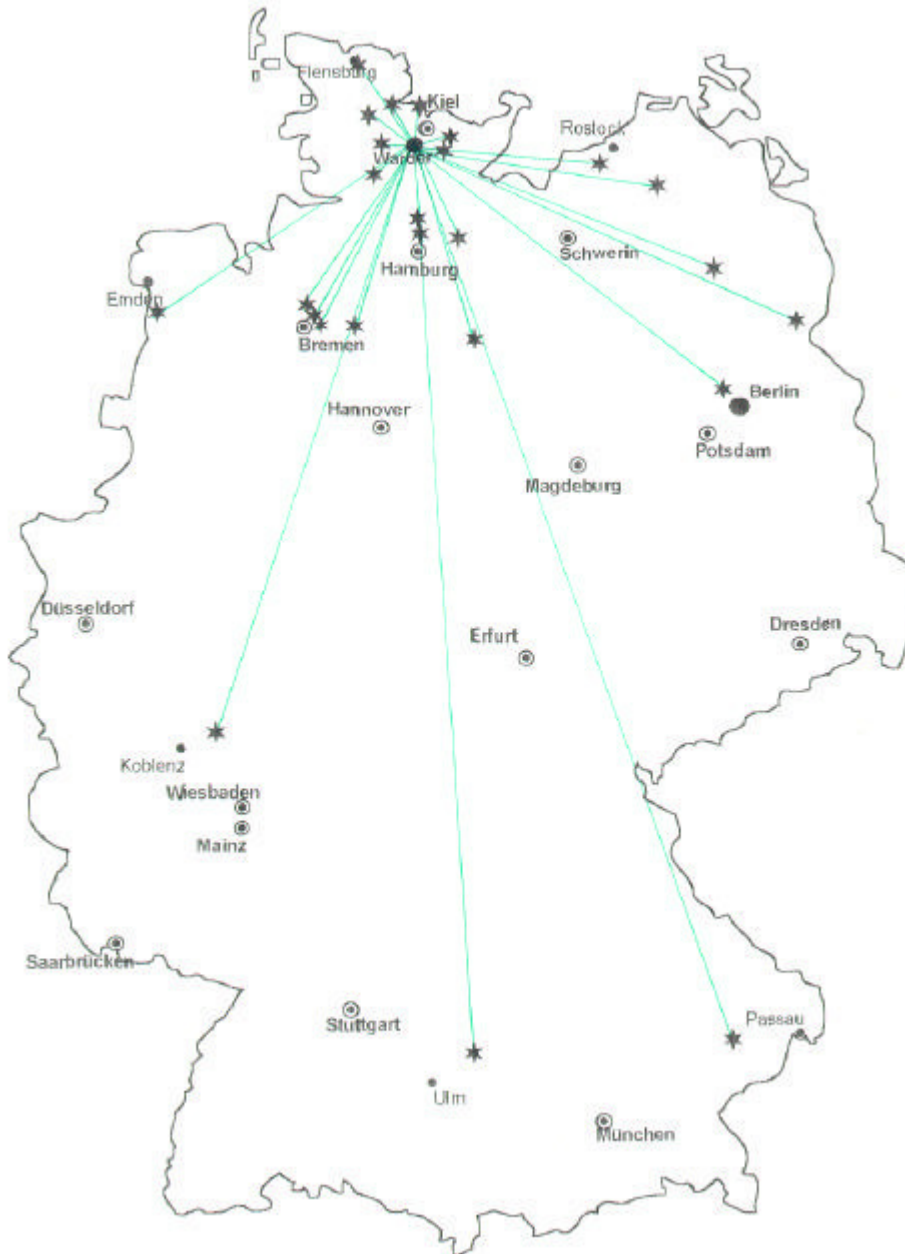 Flensburg
Kiel
Roslock
Warder
Schwerin
Hamburg
Emden
Bremen
Berlin
Hannover
Potsdam
Magdeburg
Düsseldorf
Erfurt
Dresden
Koblenz
Wiesbaden
Mainz
Saarbrücken
Stuttgart
Passau
Ulm
München